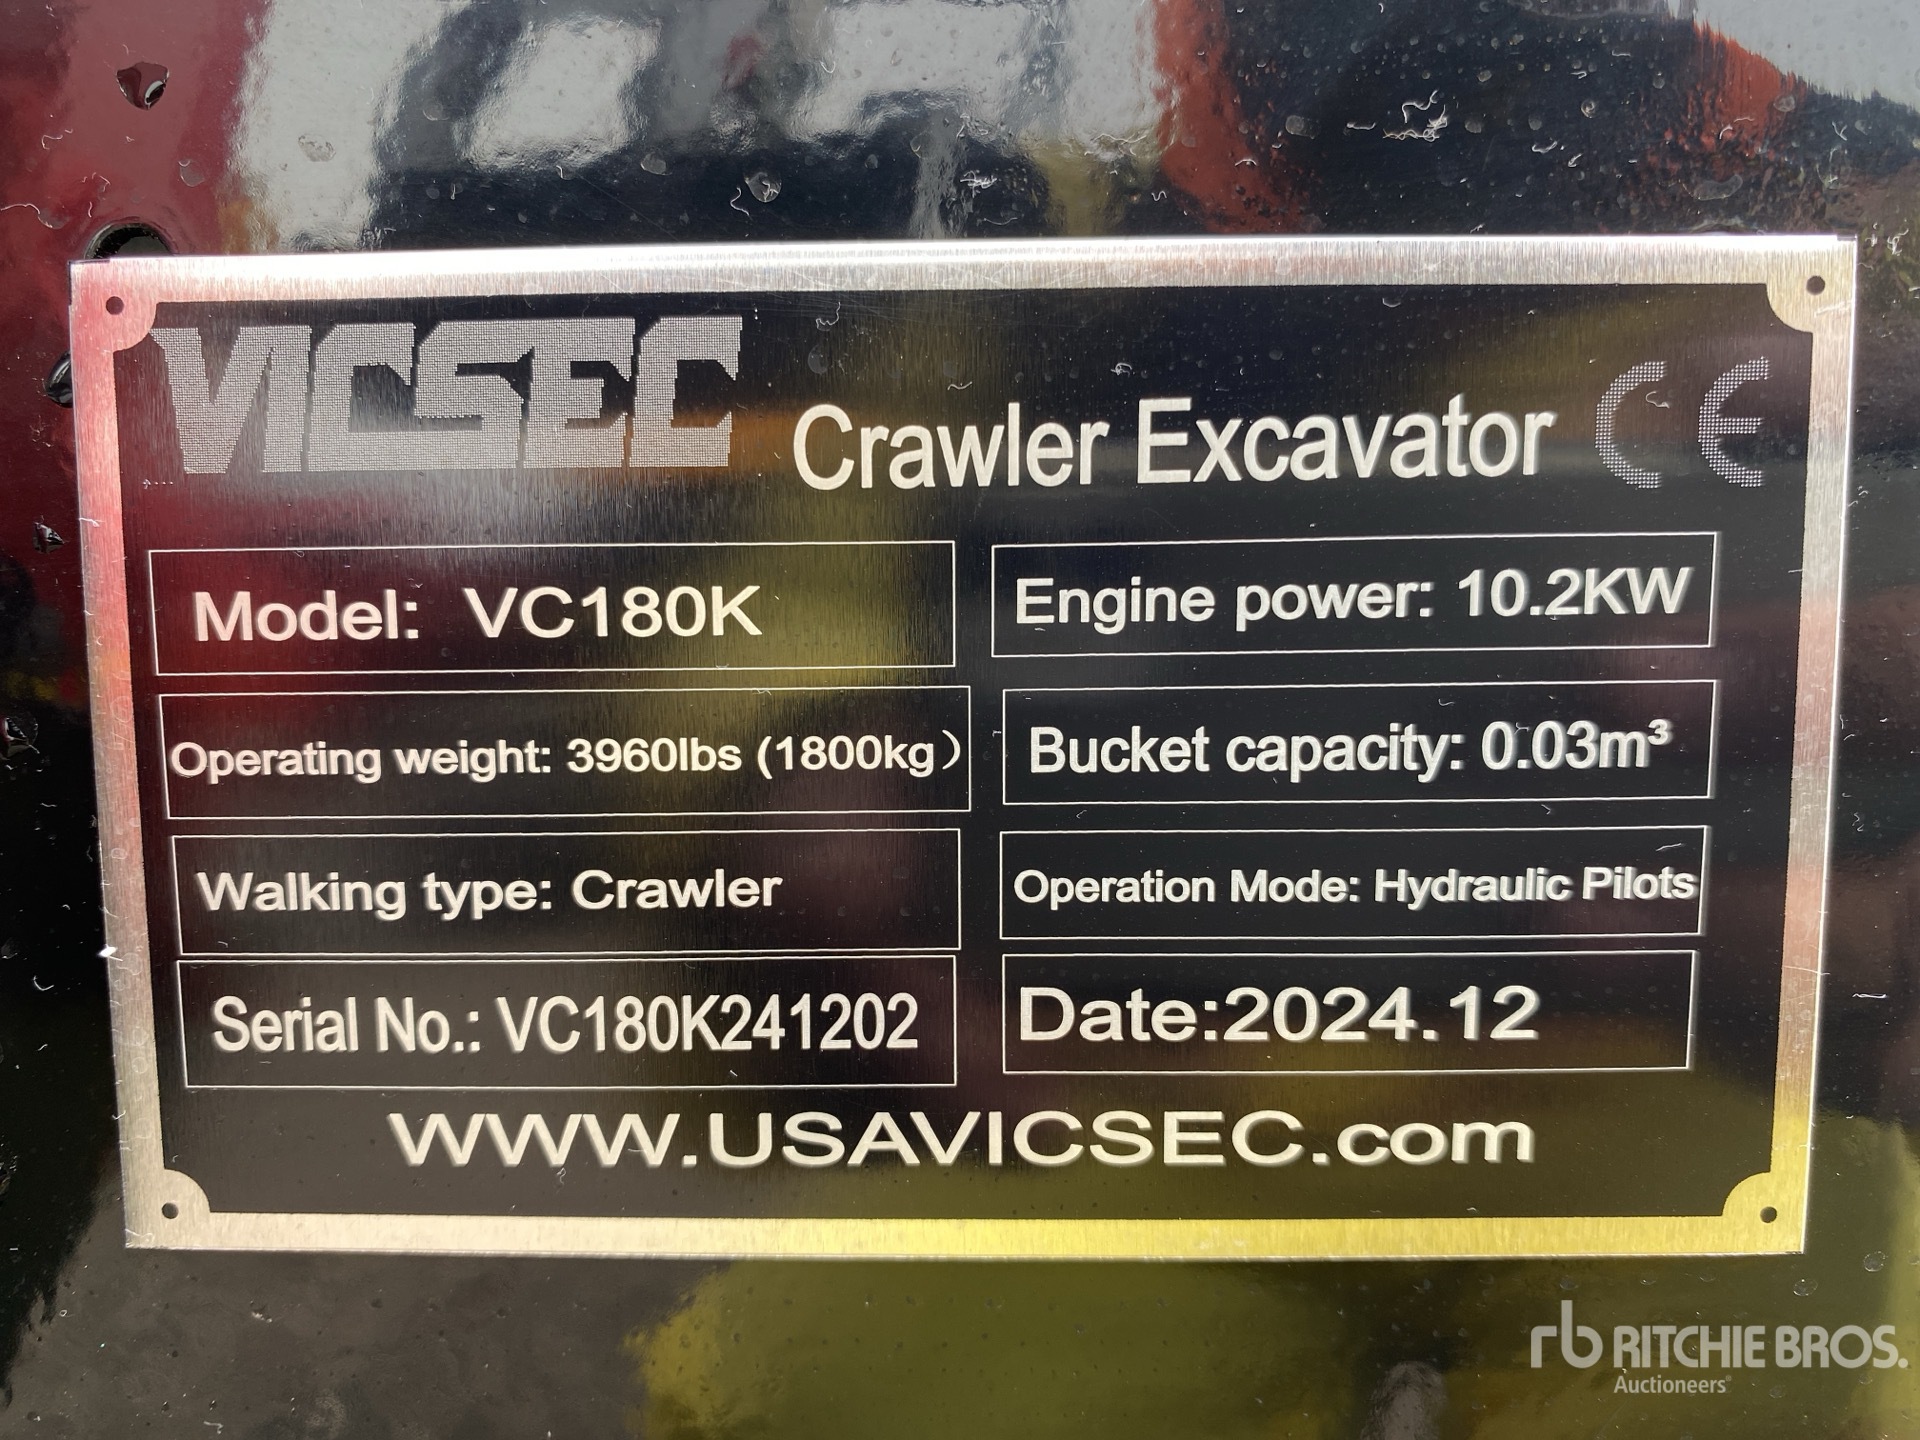 VICSEC Crawler Excavator CE
Model: VC180K
Engine power: 10.2KW
Operating weight: 3960lbs (1800kg)
Bucket capacity: 0.03m³
Walking type: Crawler
Operation Mode: Hydraulic Pilots
Serial No.: VC180K241202
Date:2024.12
WWW.USAVICSEC.com
rb RITCHIE BROS.
Auctioneers